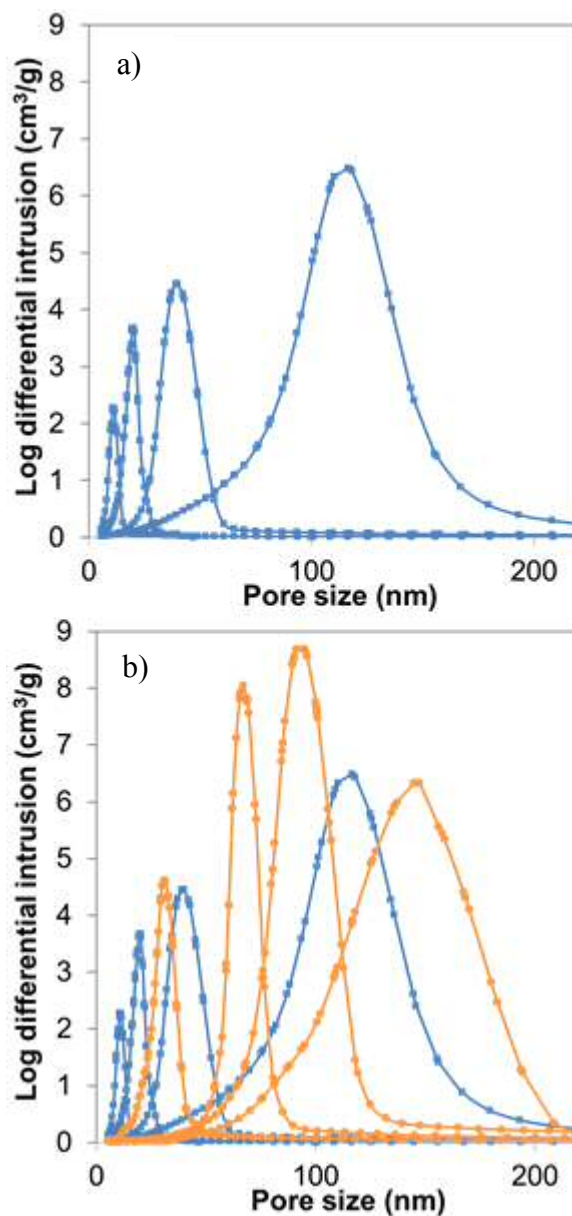 a)
Log differential intrusion (cm³/g)
9
8
7
6
5
4
3
2
1
0
0 100 200
Pore size (nm)
b)
Log differential intrusion (cm³/g)
9
8
7
6
5
4
3
2
1
0
0 100 200
Pore size (nm)